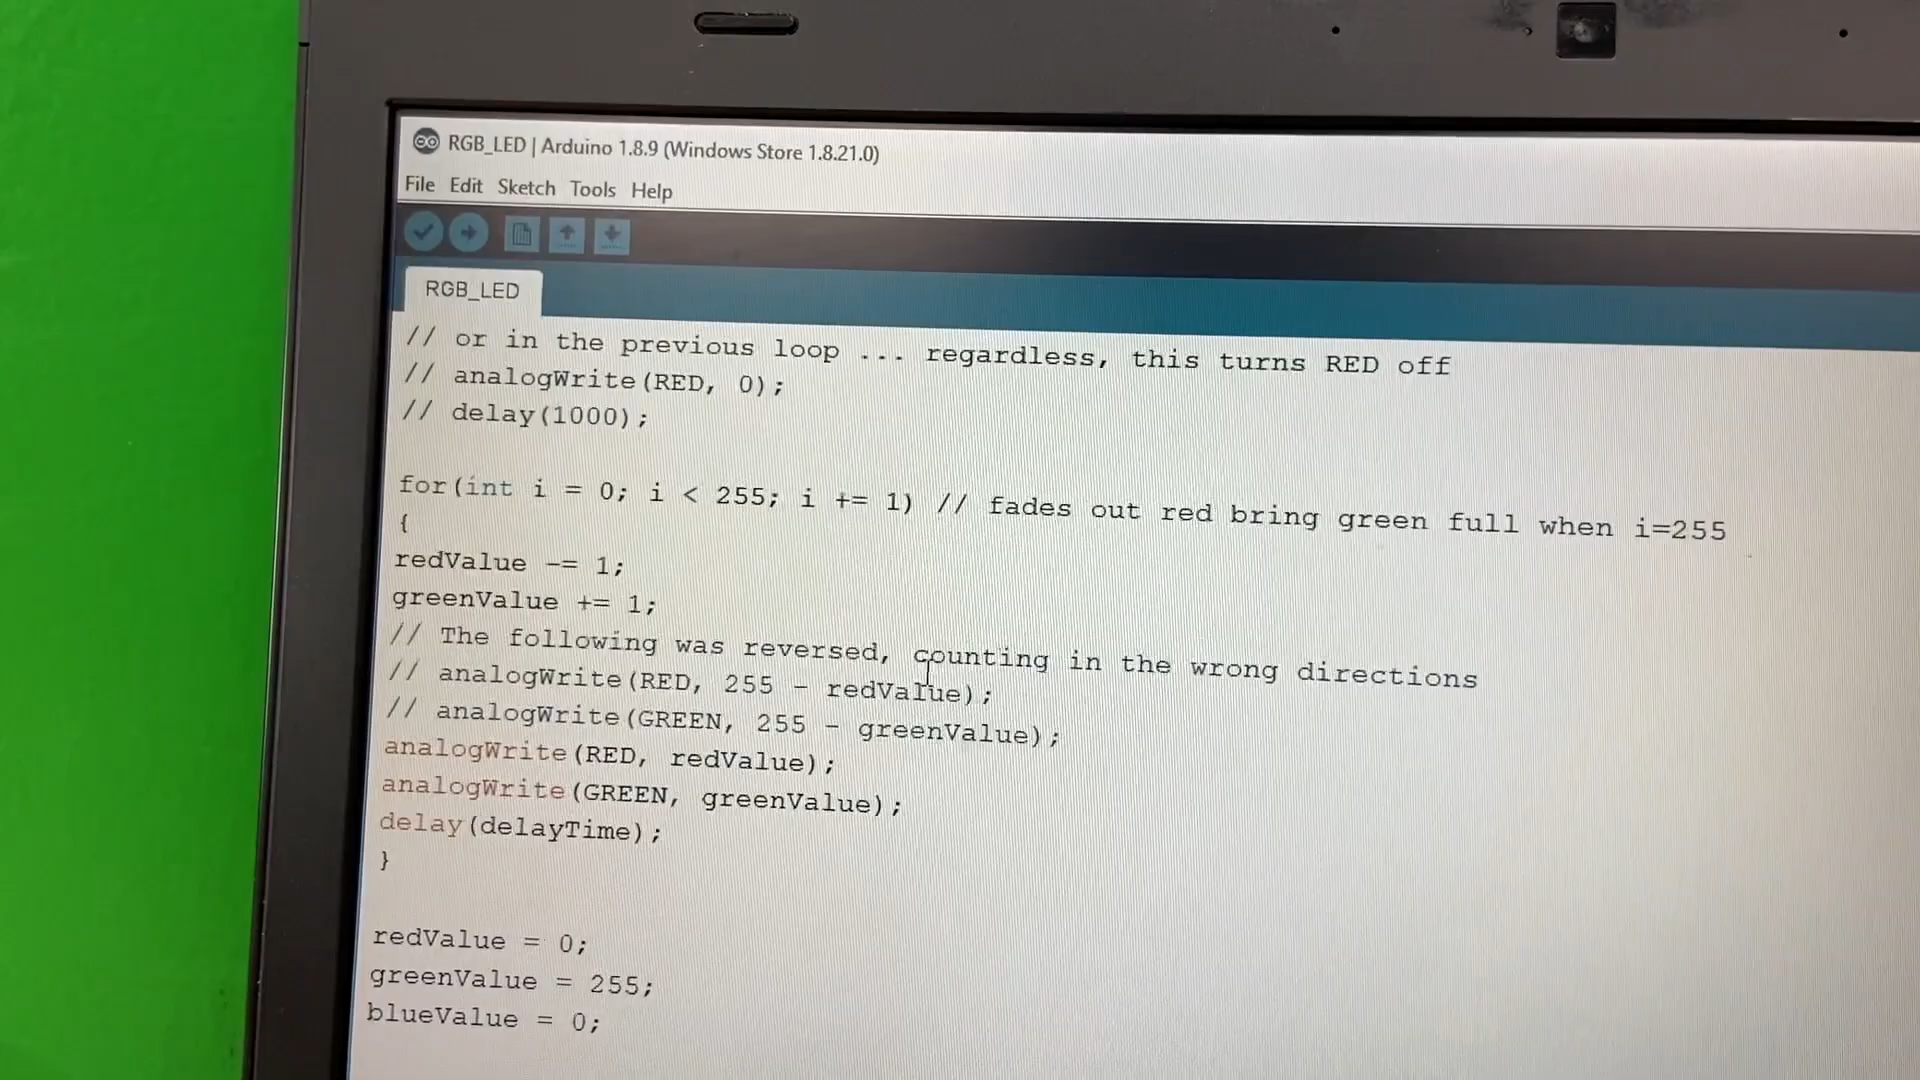 RGB_LED | Arduino 1.8.9 (Windows Store 1.8.21.0)
File Edit Sketch Tools Help
RGB_LED
// or in the previous loop ... regardless, this turns RED off
// analogWrite(RED, 0);
// delay(1000);
for(int i = 0; i < 255; i += 1) // fades out red bring green full when i=255
{
redValue -= 1;
greenValue += 1;
// The following was reversed, counting in the wrong directions
// analogWrite(RED, 255 - redValue);
// analogWrite(GREEN, 255 - greenValue);
analogWrite(RED, redValue);
analogWrite(GREEN, greenValue);
delay(delayTime);
}
redValue = 0;
greenValue = 255;
blueValue = 0;